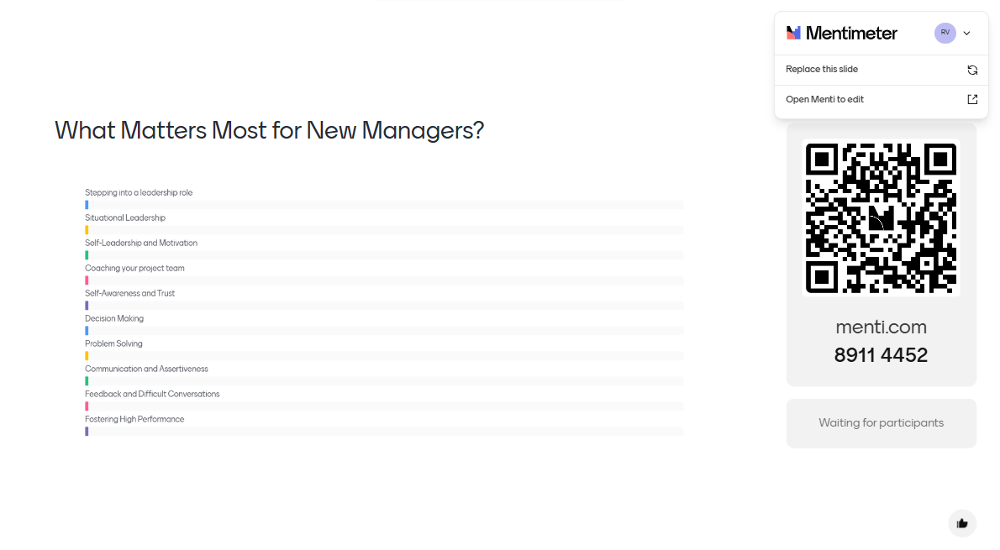 Mentimeter
RV
Replace this slide
Open Menti to edit
What Matters Most for New Managers?
Stepping into a leadership role
Situational Leadership
Self-Leadership and Motivation
Coaching your project team
Self-Awareness and Trust
Decision Making
Problem Solving
Communication and Assertiveness
Feedback and Difficult Conversations
Fostering High Performance
menti.com
8911 4452
Waiting for participants